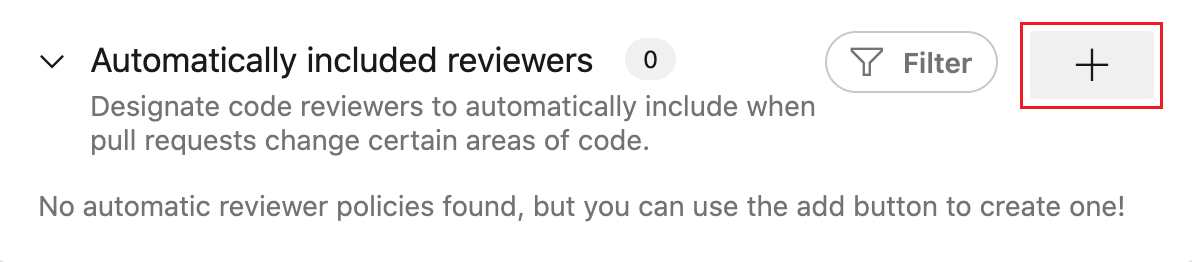 Automatically included reviewers 0 Filter +
Designate code reviewers to automatically include when
pull requests change certain areas of code.
No automatic reviewer policies found, but you can use the add button to create one!